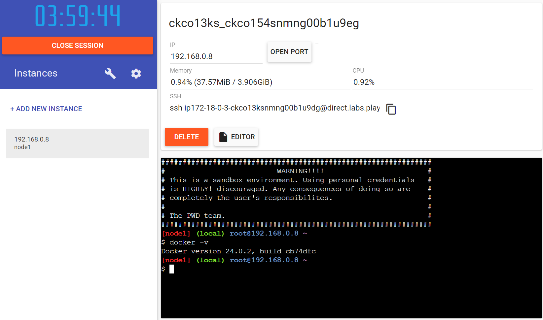 03:59:44
CLOSE SESSION
Instances
+ ADD NEW INSTANCE
192.168.0.8
node1
ckco13ks_ckco154snmng00b1u9eg
IP
192.168.0.8
OPEN PORT
Memory
0.94% (37.57MiB / 3.906GiB)
CPU
0.92%
SSH
ssh ip172-18-0-3-ckco13ksnmng00b1u9dg@direct.labs.play
DELETE
EDITOR
###############################################################
# WARNING!!!! #
# This is a sandbox environment. Using personal credentials #
# is HIGHLY! discouraged. Any consequences of doing so are #
# completely the user's responsibilites. #
# #
# The PWD team. #
###############################################################
[node1] (local) root@192.168.0.8 ~
$ docker -v
Docker version 24.0.2, build cb74dfc
[node1] (local) root@192.168.0.8 ~
$